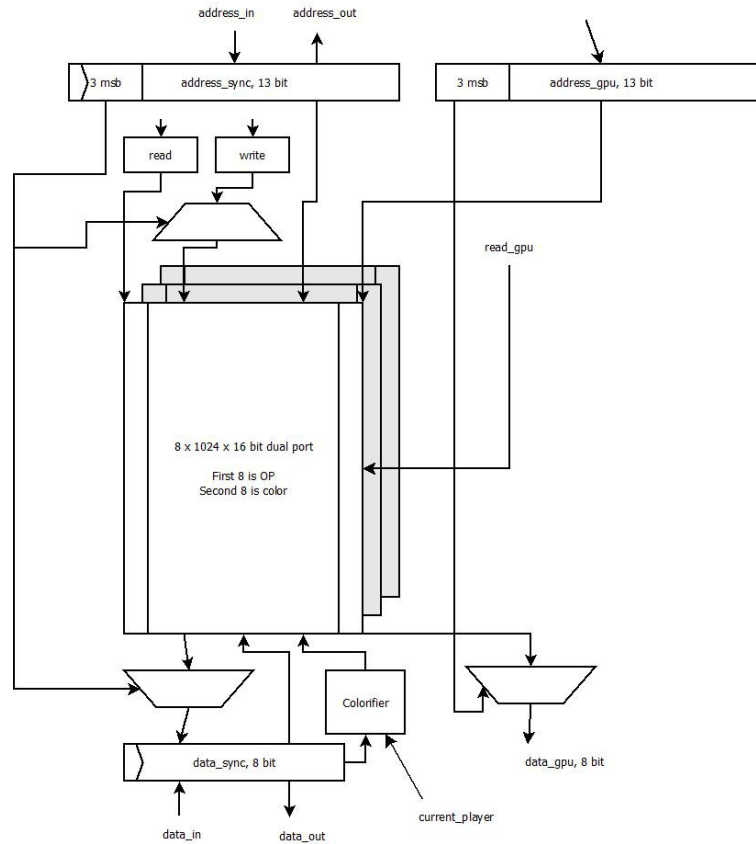 address_in
address_out
3 msb
address_sync, 13 bit
3 msb
address_gpu, 13 bit
read
write
read_gpu
8 x 1024 x 16 bit dual port
First 8 is OP
Second 8 is color
Colorifier
data_sync, 8 bit
data_gpu, 8 bit
data_in
data_out
current_player